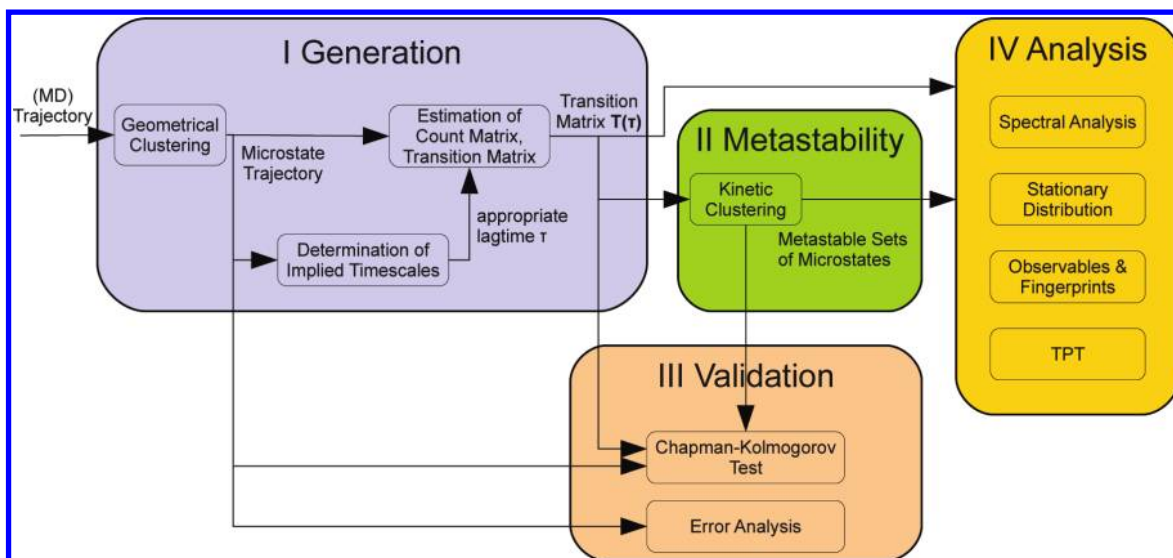 I Generation
(MD)
Trajectory
Geometrical
Clustering
Microstate
Trajectory
Estimation of
Count Matrix,
Transition Matrix
Transition
Matrix T(τ)
appropriate
lagtime τ
Determination of
Implied Timescales
II Metastability
Kinetic
Clustering
Metastable Sets
of Microstates
III Validation
Chapman-Kolmogorov
Test
Error Analysis
IV Analysis
Spectral Analysis
Stationary
Distribution
Observables &
Fingerprints
TPT